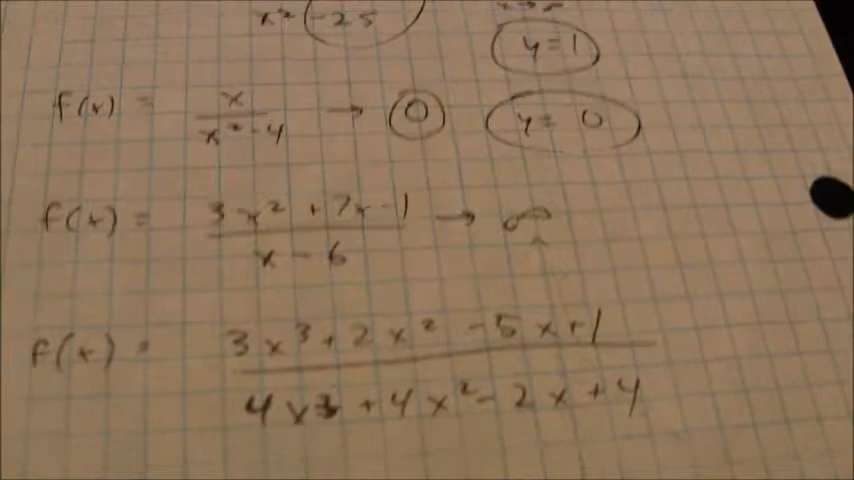 x² - 25
y=1
f(x) = x / x² - 4 → 0 y= 0
f(x) = 3x² + 7x - 1 / x - 6 → ∞
f(x) = 3x³ + 2x² - 5x + 1 / 4x³ + 4x² - 2x + 4